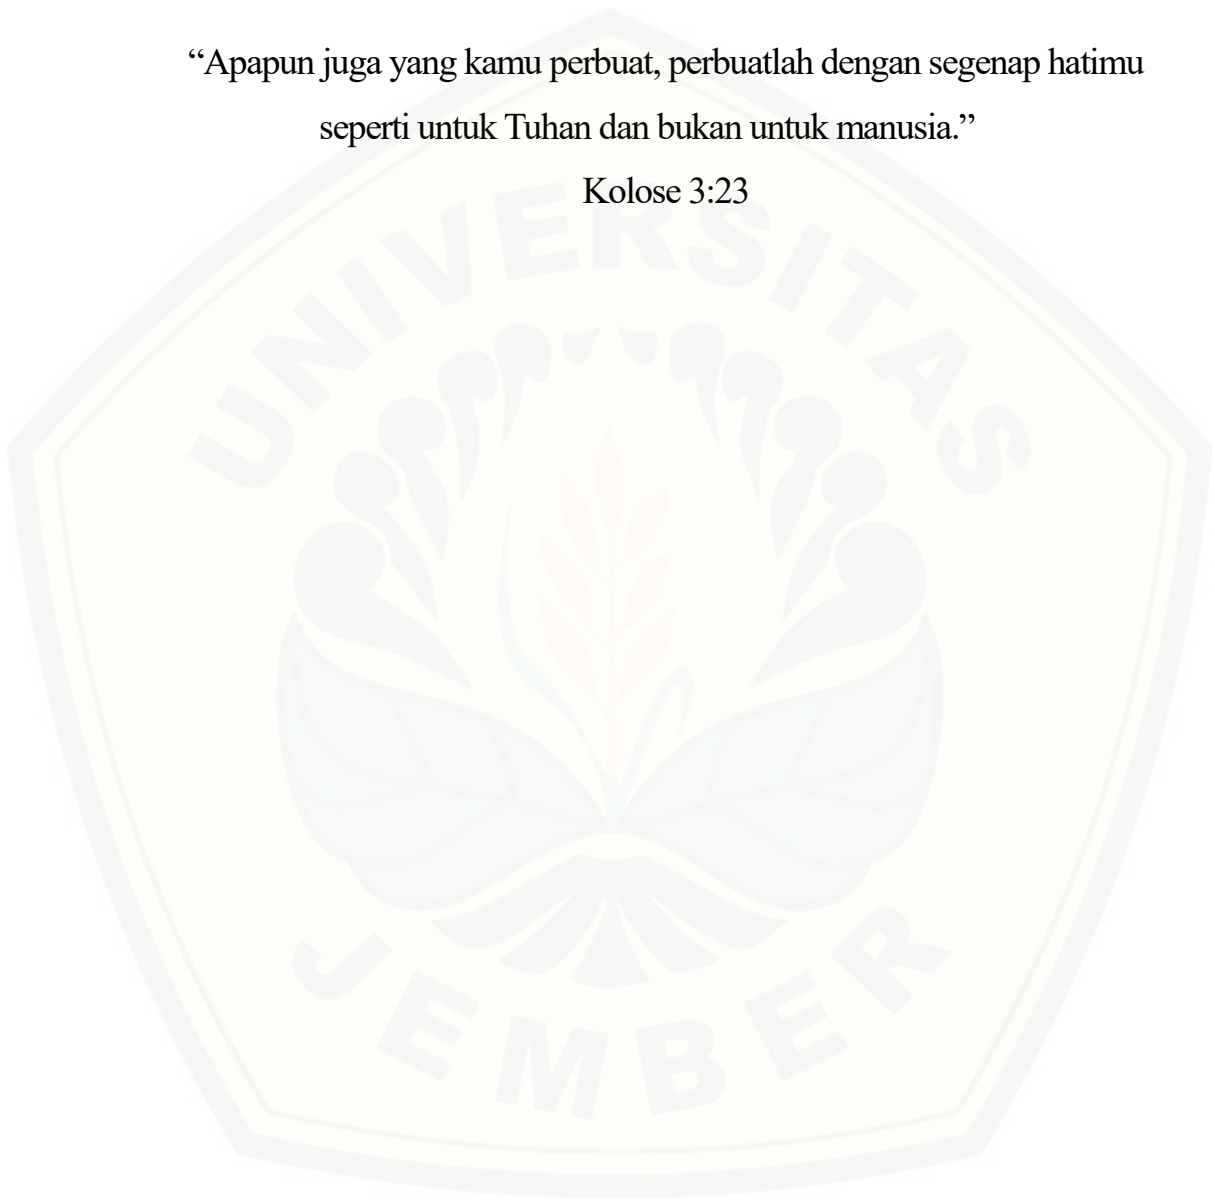 “Apapun juga yang kamu perbuat, perbuatlah dengan segenap hatimu
seperti untuk Tuhan dan bukan untuk manusia.”
Kolose 3:23
UNIVERSITAS
JEMBER